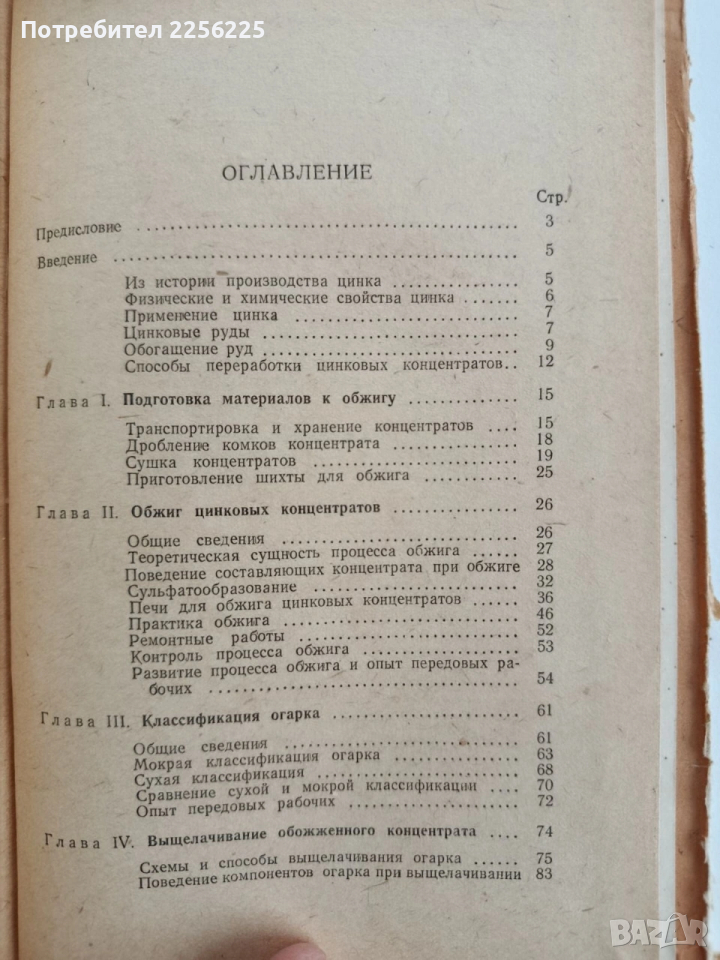 Потребител 2256225
ОГЛАВЛЕНИЕ
Стр.
Предисловие .......... 3
Введение .......... 5
Из истории производства цинка .......... 5
Физические и химические свойства цинка .... 6
Применение цинка .......... 7
Цинковые руды .......... 7
Обогащение руд .......... 9
Способы переработки цинковых концентратов.. 12
Глава I. Подготовка материалов к обжигу .......... 15
Транспортировка и хранение концентратов .... 15
Дробление комков концентрата .......... 18
Сушка концентратов .......... 19
Приготовление шихты для обжига .......... 25
Глава II. Обжиг цинковых концентратов .......... 26
Общие сведения .......... 26
Теоретическая сущность процесса обжига ...... 27
Поведение составляющих концентрата при обжиге 28
Сульфатообразование .......... 32
Печи для обжига цинковых концентратов ...... 36
Практика обжига .......... 46
Ремонтные работы .......... 52
Контроль процесса обжига .......... 53
Развитие процесса обжига и опыт передовых ра-
бочих .......... 54
Глава III. Классификация огарка .......... 61
Общие сведения .......... 61
Мокрая классификация огарка .......... 63
Сухая классификация .......... 68
Сравнение сухой и мокрой классификации .... 70
Опыт передовых рабочих .......... 72
Глава IV. Выщелачивание обожженного концентрата .... 74
Схемы и способы выщелачивания огарка ...... 75
Поведение компонентов огарка при выщелачивании 83
BAZAR